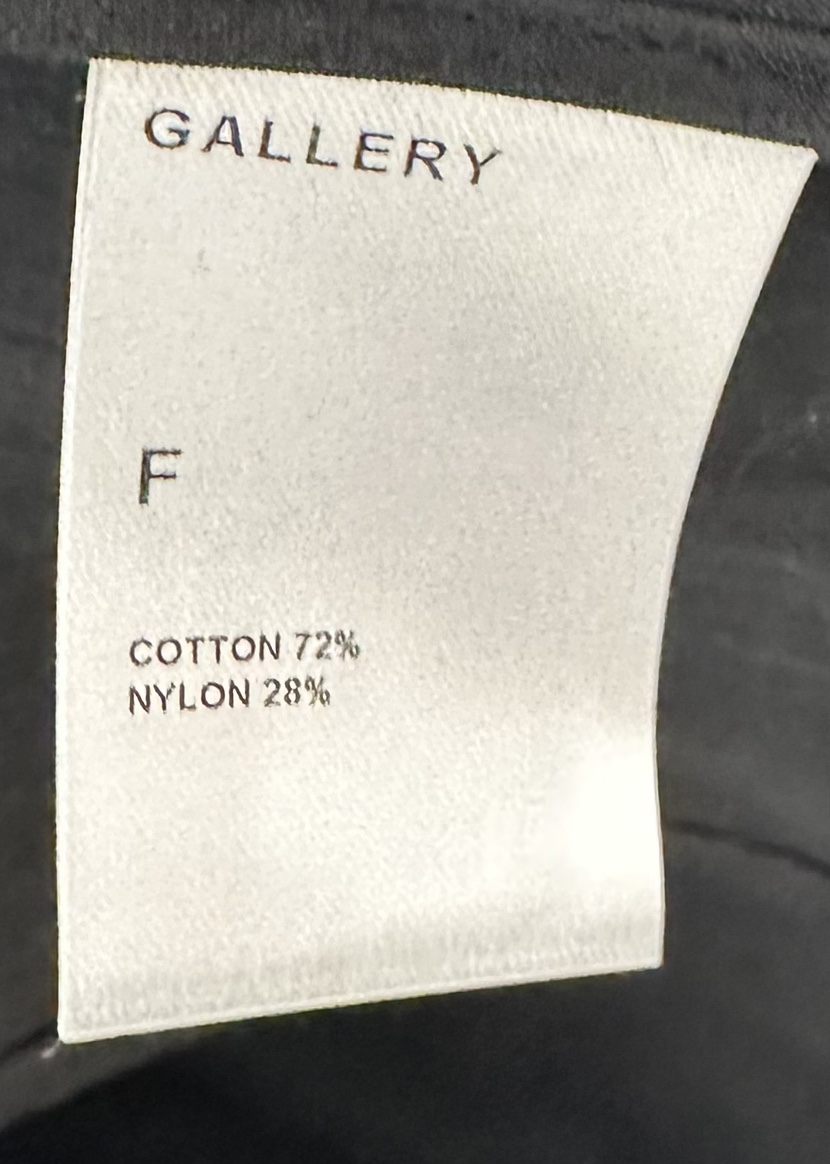 GALLERY
F
COTTON 72%
NYLON 28%